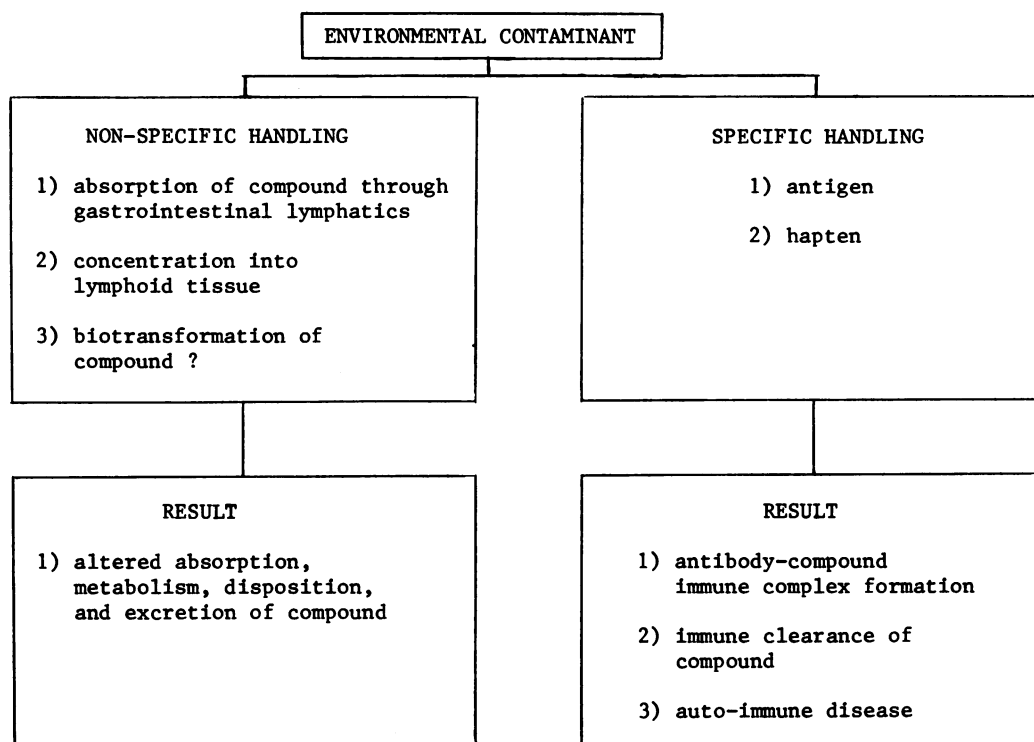 ENVIRONMENTAL CONTAMINANT
NON-SPECIFIC HANDLING
1) absorption of compound through
gastrointestinal lymphatics
2) concentration into
lymphoid tissue
3) biotransformation of
compound ?
SPECIFIC HANDLING
1) antigen
2) hapten
RESULT
1) altered absorption,
metabolism, disposition,
and excretion of compound
RESULT
1) antibody-compound
immune complex formation
2) immune clearance of
compound
3) auto-immune disease